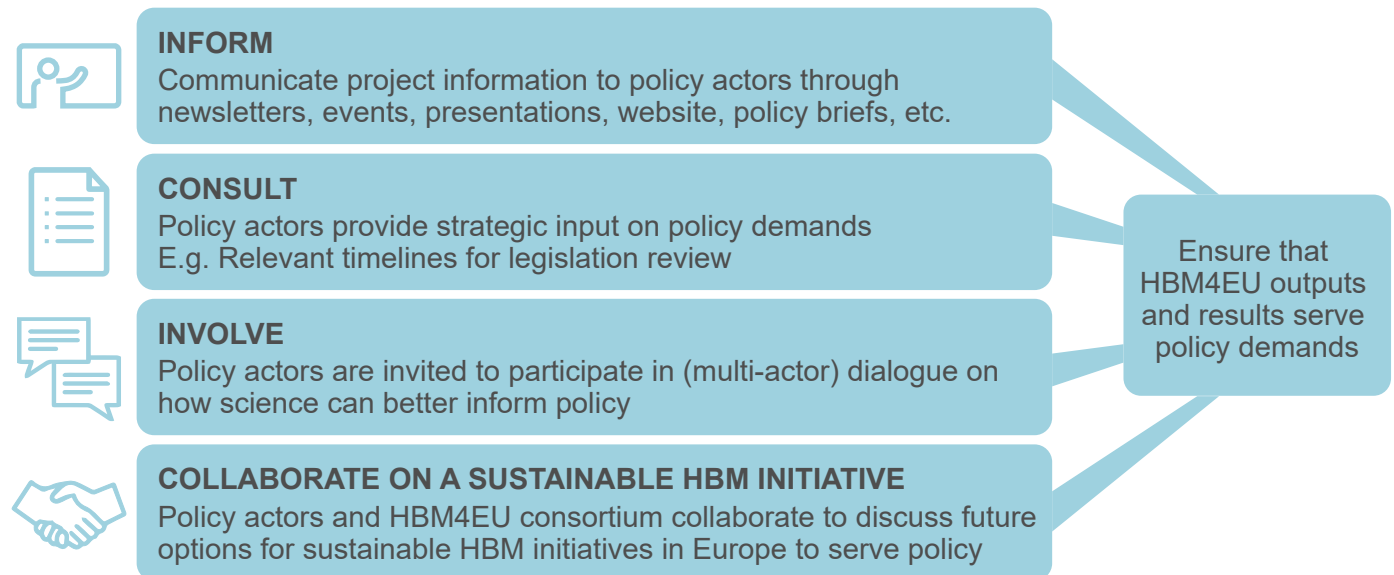 INFORM
Communicate project information to policy actors through
newsletters, events, presentations, website, policy briefs, etc.
CONSULT
Policy actors provide strategic input on policy demands
E.g. Relevant timelines for legislation review
INVOLVE
Policy actors are invited to participate in (multi-actor) dialogue on
how science can better inform policy
COLLABORATE ON A SUSTAINABLE HBM INITIATIVE
Policy actors and HBM4EU consortium collaborate to discuss future
options for sustainable HBM initiatives in Europe to serve policy
Ensure that
HBM4EU outputs
and results serve
policy demands